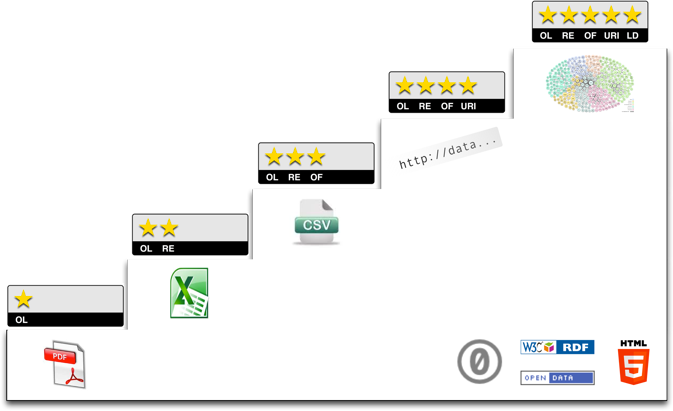 OL RE OF URI LD
OL RE OF URI
http://data...
OL RE OF
CSV
OL RE
X
OL
PDF
0
W3C RDF
OPEN DATA
HTML
5